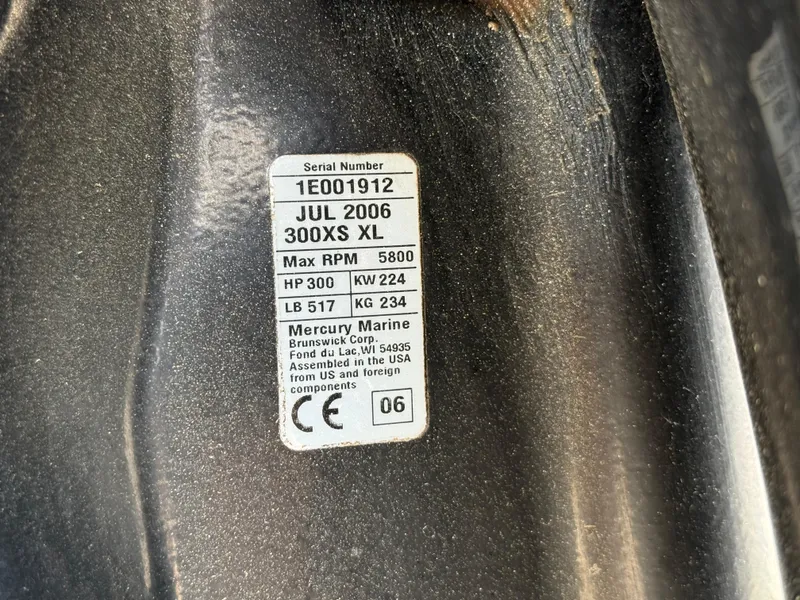 Serial Number
1E001912
JUL 2006
300XS XL
Max RPM 5800
HP 300 KW 224
LB 517 KG 234
Mercury Marine
Brunswick Corp.
Fond du Lac,WI 54935
Assembled in the USA
from US and foreign
components
CE 06